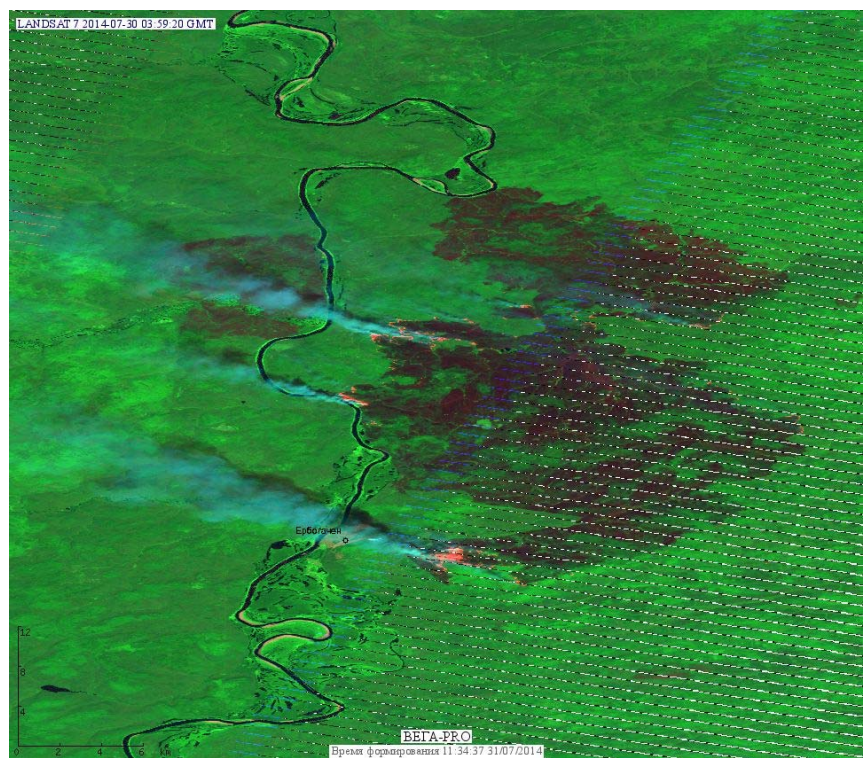 LANDSAT 7 2014-07-30 03:59:20 GMT
Ербогочен
12
8
4
0 2 4 6 км
ВЕГА-PRO
Время формирования 11:34:37 31/07/2014